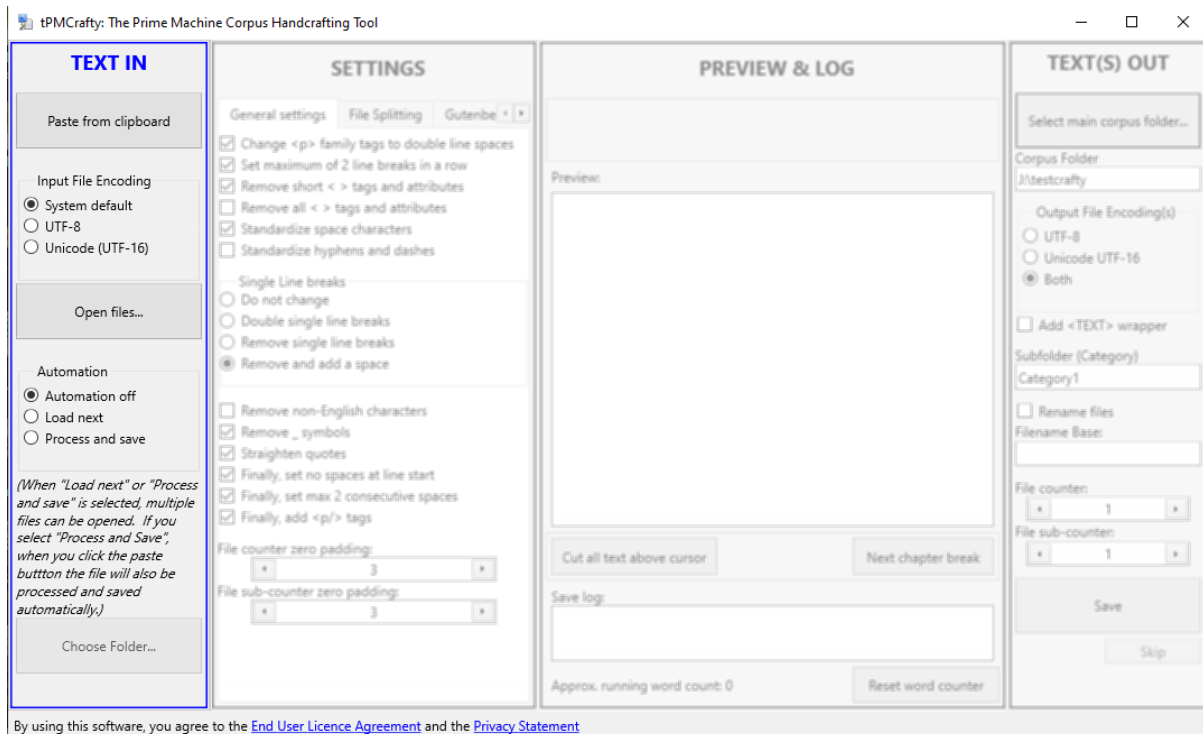 tPMCrafty: The Prime Machine Corpus Handcrafting Tool
TEXT IN
Paste from clipboard
Input File Encoding
System default
UTF-8
Unicode (UTF-16)
Open files...
Automation
Automation off
Load next
Process and save
(When "Load next" or "Process
and save" is selected, multiple
files can be opened.  If you
select "Process and Save",
when you click the paste
buttton the file will also be
processed and saved
automatically.)
Choose Folder...
SETTINGS
General settings
File Splitting
Gutenbe
Change <p> family tags to double line spaces
Set maximum of 2 line breaks in a row
Remove short < > tags and attributes
Remove all < > tags and attributes
Standardize space characters
Standardize hyphens and dashes
Single Line breaks
Do not change
Double single line breaks
Remove single line breaks
Remove and add a space
Remove non-English characters
Remove _ symbols
Straighten quotes
Finally, set no spaces at line start
Finally, set max 2 consecutive spaces
Finally, add <p/> tags
File counter zero padding:
3
File sub-counter zero padding:
3
PREVIEW & LOG
Preview:
Cut all text above cursor
Next chapter break
Save log:
Approx. running word count: 0
Reset word counter
TEXT(S) OUT
Select main corpus folder...
Corpus Folder
J:\testcrafty
Output File Encoding(s)
UTF-8
Unicode UTF-16
Both
Add <TEXT> wrapper
Subfolder (Category)
Category1
Rename files
Filename Base:
File counter:
1
File sub-counter:
1
Save
Skip
By using this software, you agree to the End User Licence Agreement and the Privacy Statement